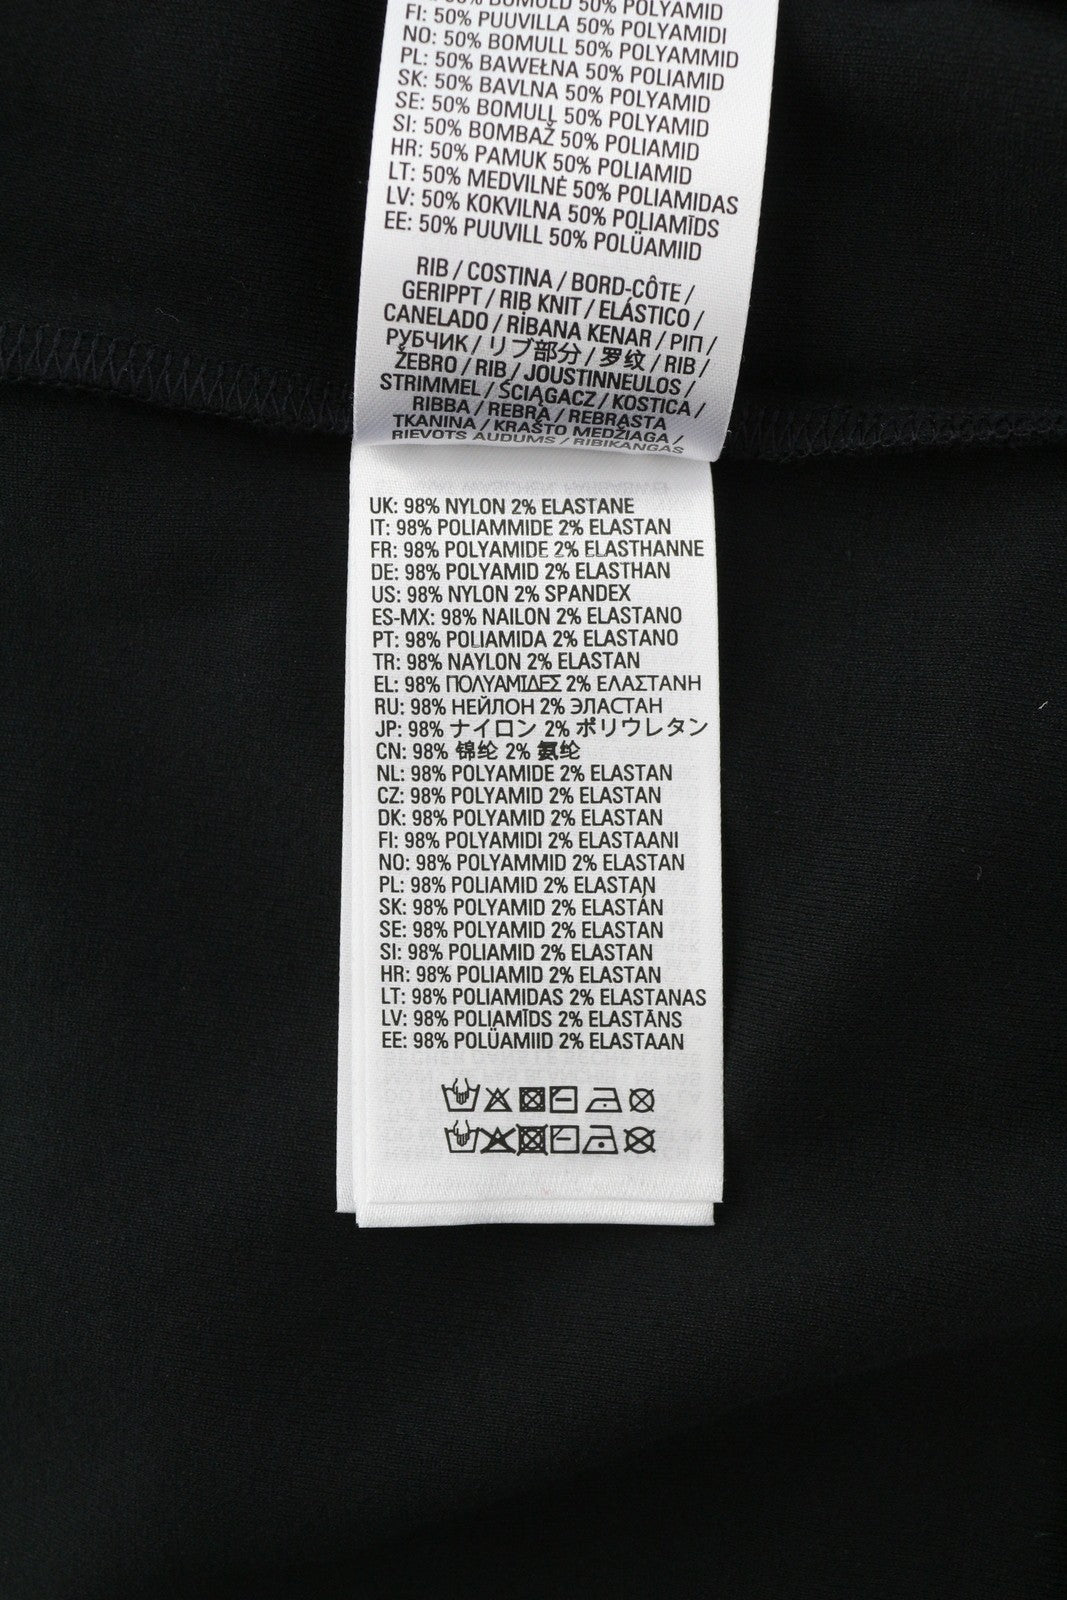 50% POLYAMID
FI: 50% PUUVILLA 50% POLYAMIDI
NO: 50% BOMULL 50% POLYAMMID
PL: 50% BAWEŁNA 50% POLIAMID
SK: 50% BAVLNA 50% POLYAMID
SE: 50% BOMULL 50% POLYAMID
SI: 50% BOMBAŽ 50% POLIAMID
HR: 50% PAMUK 50% POLIAMID
LT: 50% MEDVILNĖ 50% POLIAMIDAS
LV: 50% KOKVILNA 50% POLIAMĪDS
EE: 50% PUUVILL 50% POLÜAMIID
RIB / COSTINA / BORD-CÔTE /
GERIPPT / RIB KNIT / ELÁSTICO /
CANELADO / RİBANA KENAR / ΡΙΠ /
РУБЧИК / リブ部分 / 罗纹 / RIB /
ŽEBRO / RIB / JOUSTINNEULOS /
STRIMMEL / ŚCIĄGACZ / KOSTICA /
RIBBA / REBRA / REBRASTA
TKANINA / KRAŠTO MEDŽIAGA /
RIEVOTS AUDUMS / RIBIKANGAS
UK: 98% NYLON 2% ELASTANE
IT: 98% POLIAMMIDE 2% ELASTAN
FR: 98% POLYAMIDE 2% ELASTHANNE
DE: 98% POLYAMID 2% ELASTHAN
US: 98% NYLON 2% SPANDEX
ES-MX: 98% NAILON 2% ELASTANO
PT: 98% POLIAMIDA 2% ELASTANO
TR: 98% NAYLON 2% ELASTAN
EL: 98% ΠΟΛΥΑΜΙΔΕΣ 2% ΕΛΑΣΤΑΝΗ
RU: 98% НЕЙЛОН 2% ЭЛАСТАН
JP: 98% ナイロン 2% ポリウレタン
CN: 98% 锦纶 2% 氨纶
NL: 98% POLYAMIDE 2% ELASTAN
CZ: 98% POLYAMID 2% ELASTAN
DK: 98% POLYAMID 2% ELASTAN
FI: 98% POLYAMIDI 2% ELASTAANI
NO: 98% POLYAMMID 2% ELASTAN
PL: 98% POLIAMID 2% ELASTAN
SK: 98% POLYAMID 2% ELASTÁN
SE: 98% POLYAMID 2% ELASTAN
SI: 98% POLIAMID 2% ELASTAN
HR: 98% POLIAMID 2% ELASTAN
LT: 98% POLIAMIDAS 2% ELASTANAS
LV: 98% POLIAMĪDS 2% ELASTĀNS
EE: 98% POLÜAMIID 2% ELASTAAN